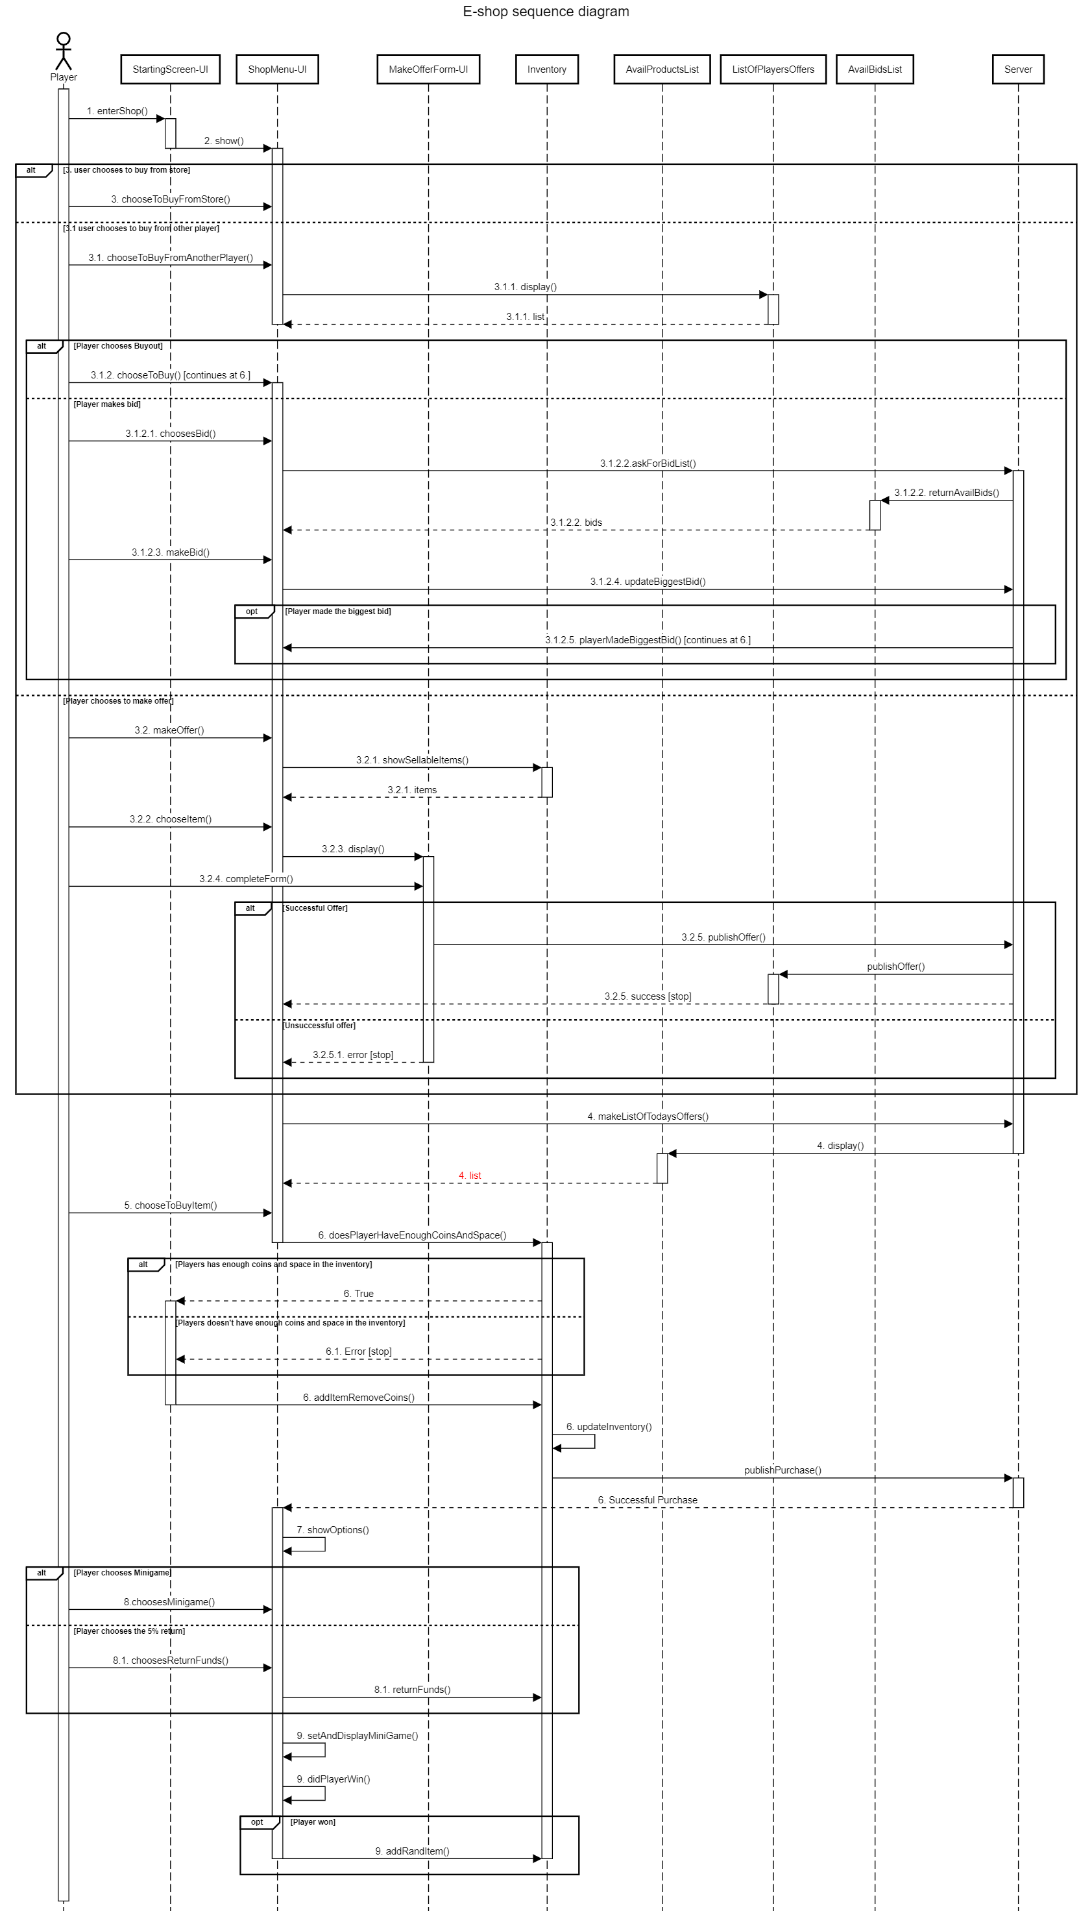 E-shop sequence diagram
Player
StartingScreen-UI
ShopMenu-UI
MakeOfferForm-UI
Inventory
AvailProductsList
ListOfPlayersOffers
AvailBidsList
Server
1. enterShop()
2. show()
alt
[3. user chooses to buy from store]
3. chooseToBuyFromStore()
[3.1 user chooses to buy from other player]
3.1. chooseToBuyFromAnotherPlayer()
3.1.1. display()
3.1.1. list
alt
[Player chooses Buyout]
3.1.2. chooseToBuy() [continues at 6.]
[Player makes bid]
3.1.2.1. choosesBid()
3.1.2.2.askForBidList()
3.1.2.2. returnAvailBids()
3.1.2.2. bids
3.1.2.3. makeBid()
3.1.2.4. updateBiggestBid()
opt
[Player made the biggest bid]
3.1.2.5. playerMadeBiggestBid() [continues at 6.]
[Player chooses to make offer]
3.2. makeOffer()
3.2.1. showSellableItems()
3.2.1. items
3.2.2. chooseItem()
3.2.3. display()
3.2.4. completeForm()
alt
[Successful Offer]
3.2.5. publishOffer()
publishOffer()
3.2.5. success [stop]
[Unsuccessful offer]
3.2.5.1. error [stop]
4. makeListOfTodaysOffers()
4. display()
4. list
5. chooseToBuyItem()
6. doesPlayerHaveEnoughCoinsAndSpace()
alt
[Players has enough coins and space in the inventory]
6. True
[Players doesn't have enough coins and space in the inventory]
6.1. Error [stop]
6. addItemRemoveCoins()
6. updateInventory()
publishPurchase()
6. Successful Purchase
7. showOptions()
alt
[Player chooses Minigame]
8.choosesMinigame()
[Player chooses the 5% return]
8.1. choosesReturnFunds()
8.1. returnFunds()
9. setAndDisplayMiniGame()
9. didPlayerWin()
opt
[Player won]
9. addRandItem()